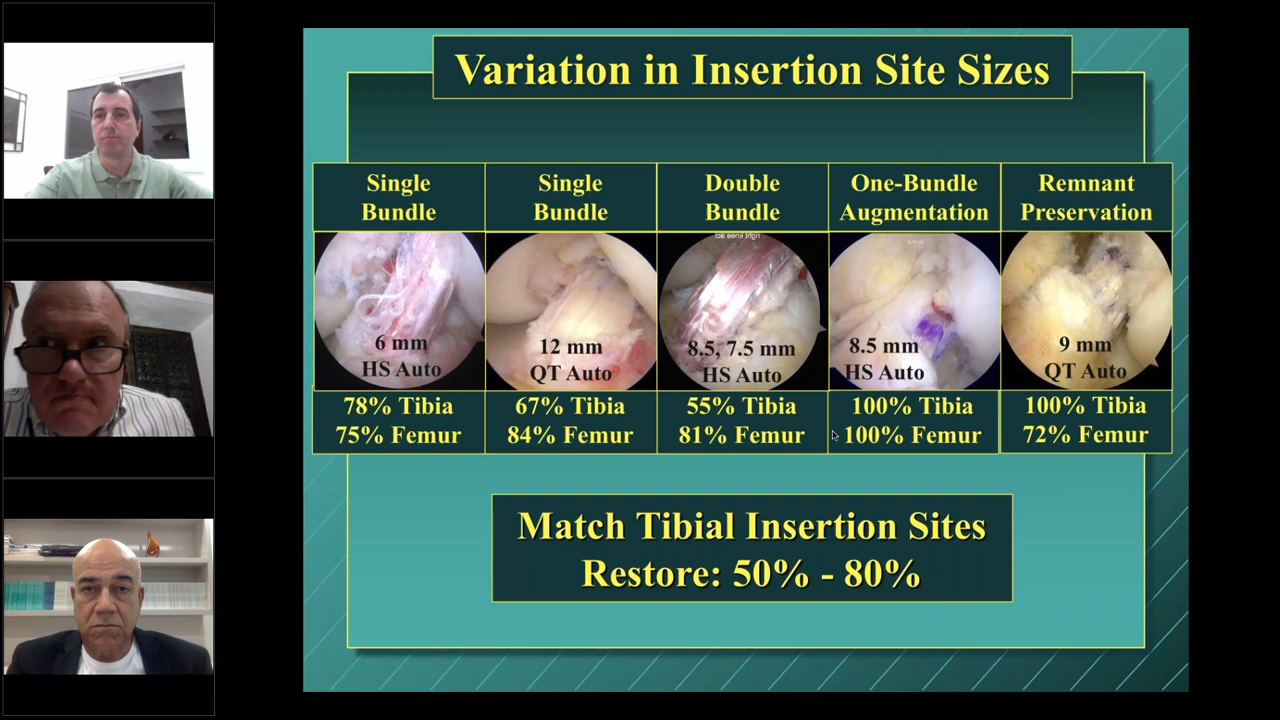 Variation in Insertion Site Sizes
Single
Bundle
Single
Bundle
Double
Bundle
One-Bundle
Augmentation
Remnant
Preservation
right knee acl
6 mm
HS Auto
12 mm
QT Auto
8.5, 7.5 mm
HS Auto
8.5 mm
HS Auto
9 mm
QT Auto
78% Tibia
75% Femur
67% Tibia
84% Femur
55% Tibia
81% Femur
100% Tibia
100% Femur
100% Tibia
72% Femur
Match Tibial Insertion Sites
Restore: 50% - 80%